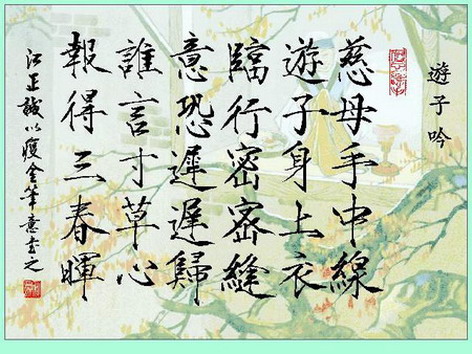 遊子吟
慈母手中線
遊子身上衣
臨行密密縫
意恐遲遲歸
誰言寸草心
報得三春暉
江正誠以瘦金筆意書之